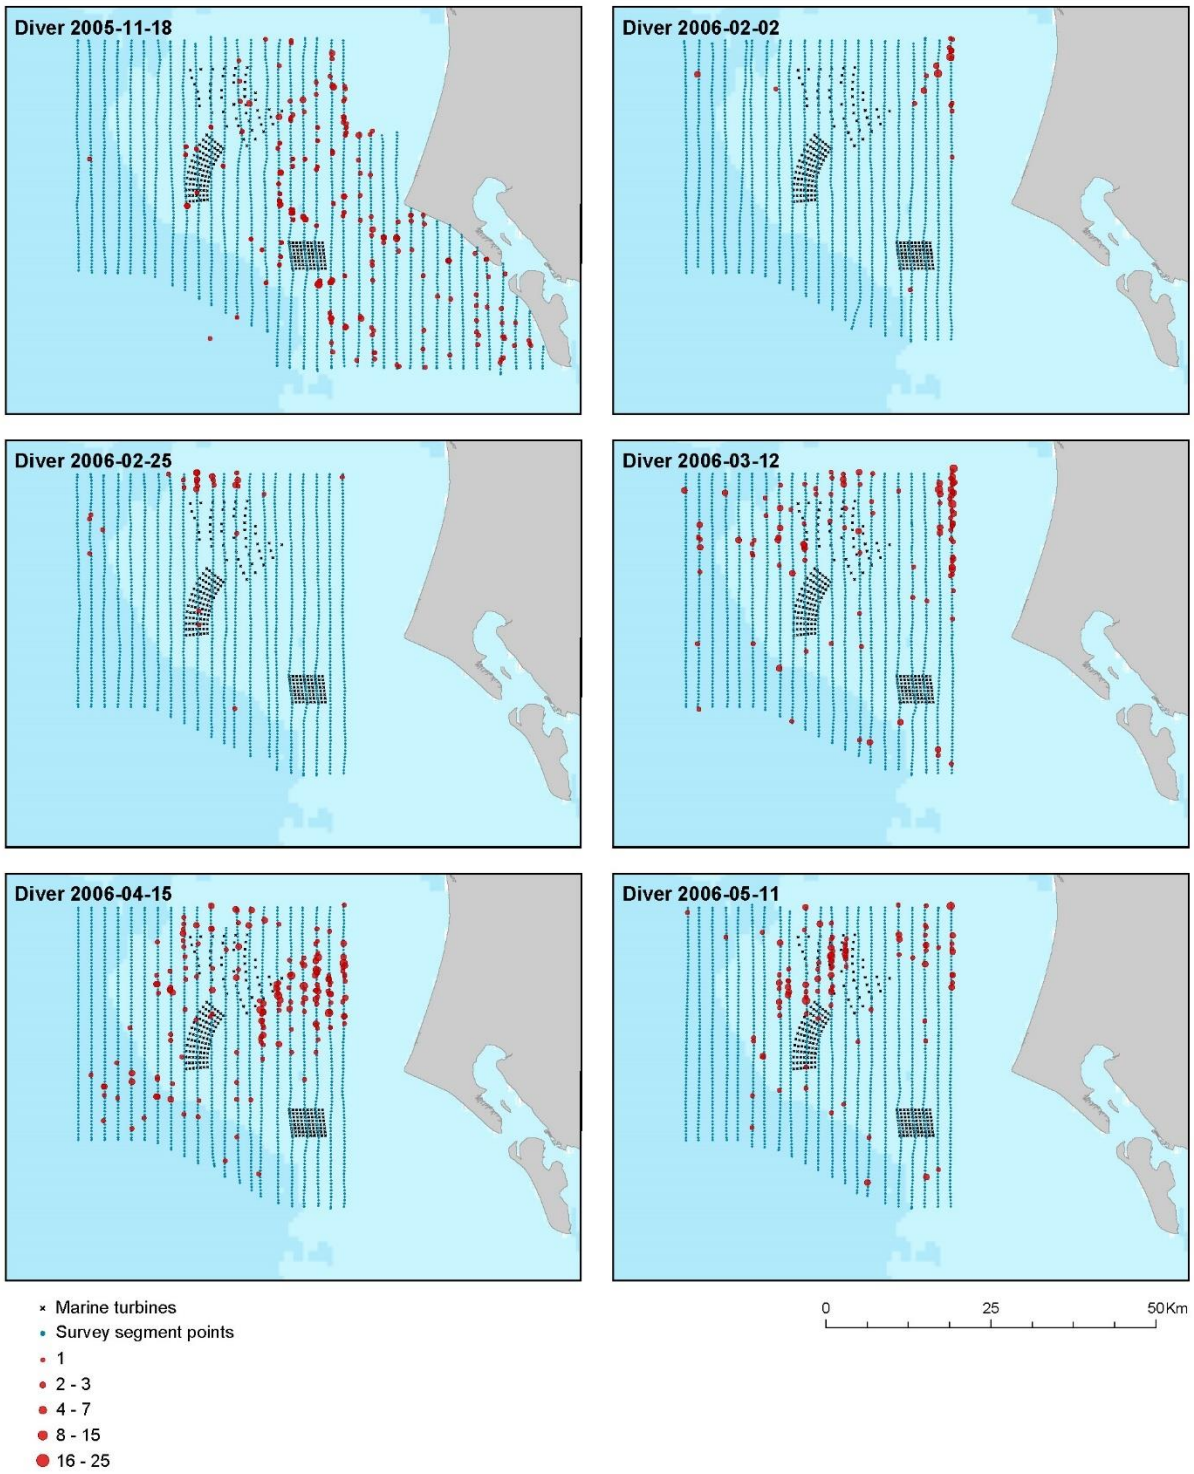 Diver 2005-11-18
Diver 2006-02-02
Diver 2006-02-25
Diver 2006-03-12
Diver 2006-04-15
Diver 2006-05-11
Marine turbines
Survey segment points
1
2 - 3
4 - 7
8 - 15
16 - 25
0 25 50Km